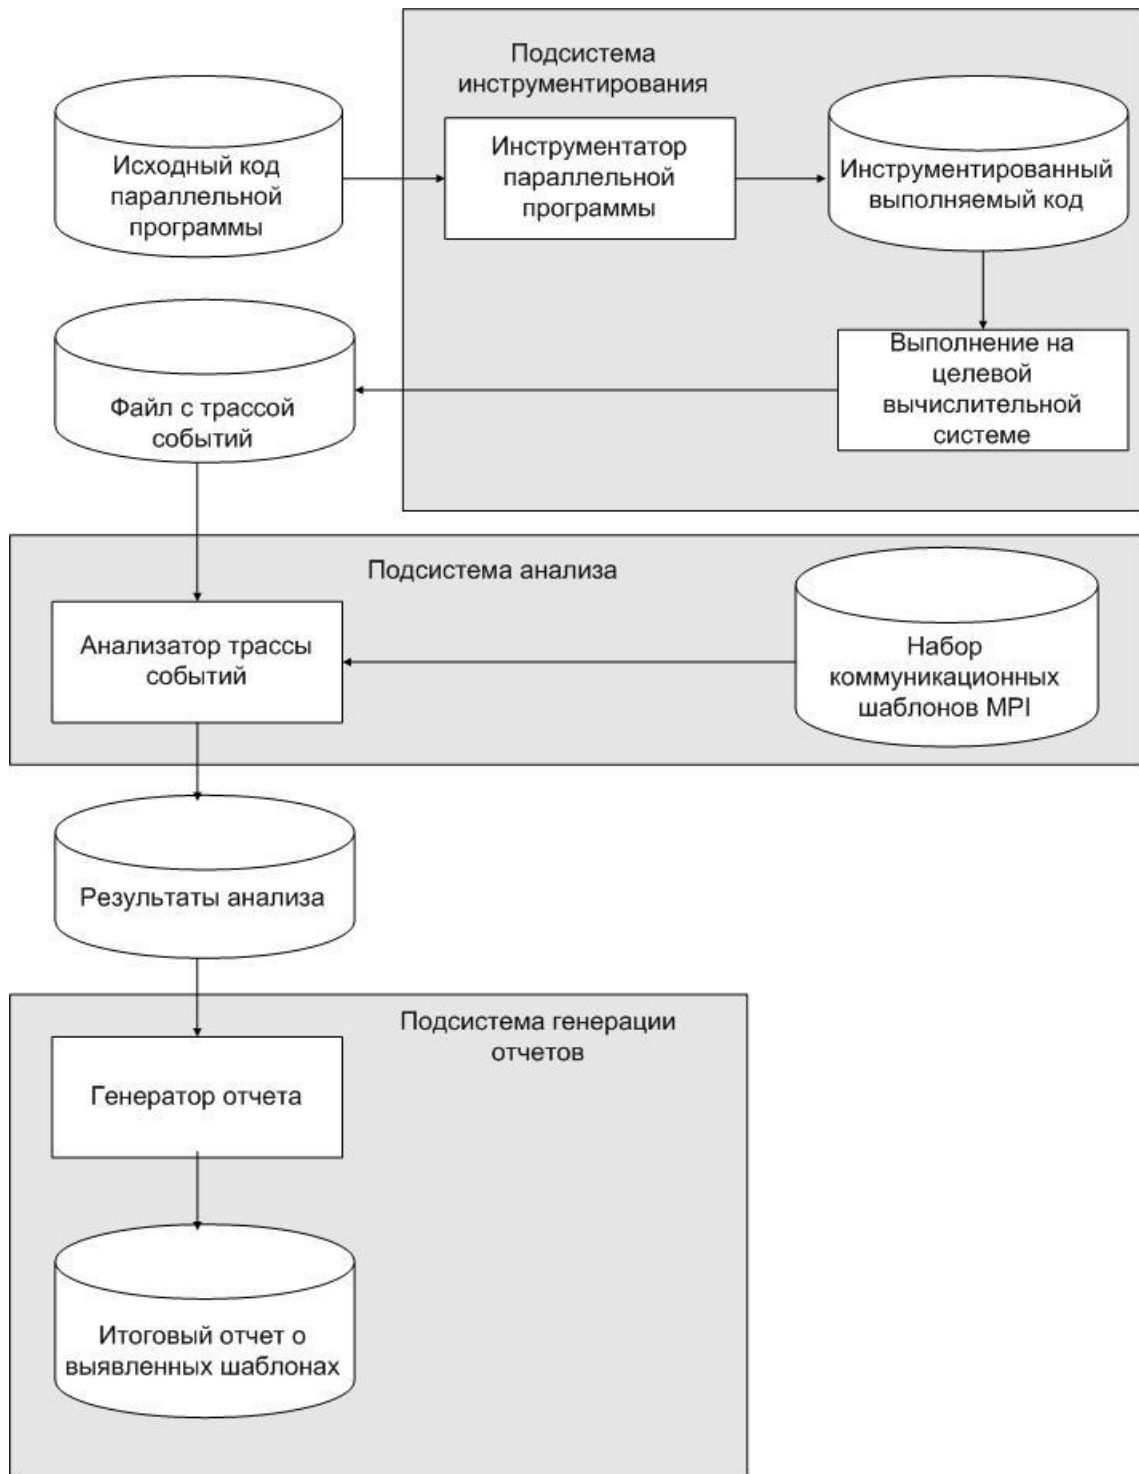 Подсистема
инструментирования
Исходный код
параллельной
программы
Инструментатор
параллельной
программы
Инструментированный
выполняемый код
Выполнение на
целевой
вычислительной
системе
Файл с трассой
событий
Подсистема анализа
Анализатор трассы
событий
Набор
коммуникационных
шаблонов MPI
Результаты анализа
Подсистема генерации
отчетов
Генератор отчета
Итоговый отчет о
выявленных шаблонах